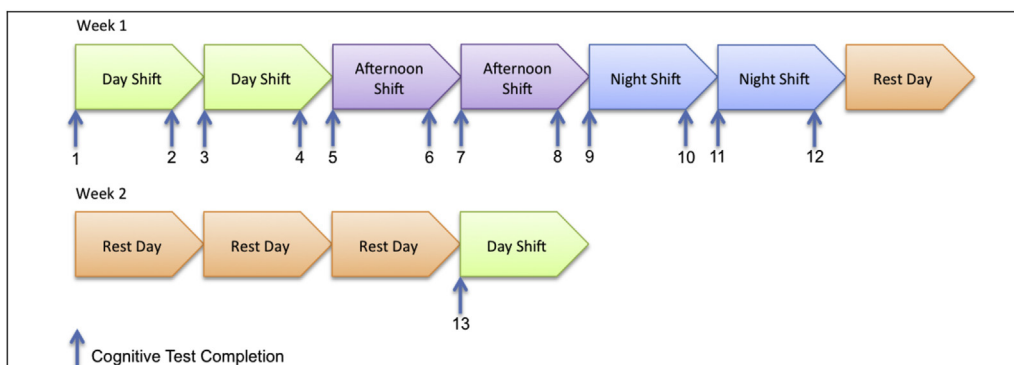 Week 1
Day Shift
Day Shift
Afternoon
Shift
Afternoon
Shift
Night Shift
Night Shift
Rest Day
1 2 3 4 5 6 7 8 9 10 11 12
Week 2
Rest Day
Rest Day
Rest Day
Day Shift
13
Cognitive Test Completion